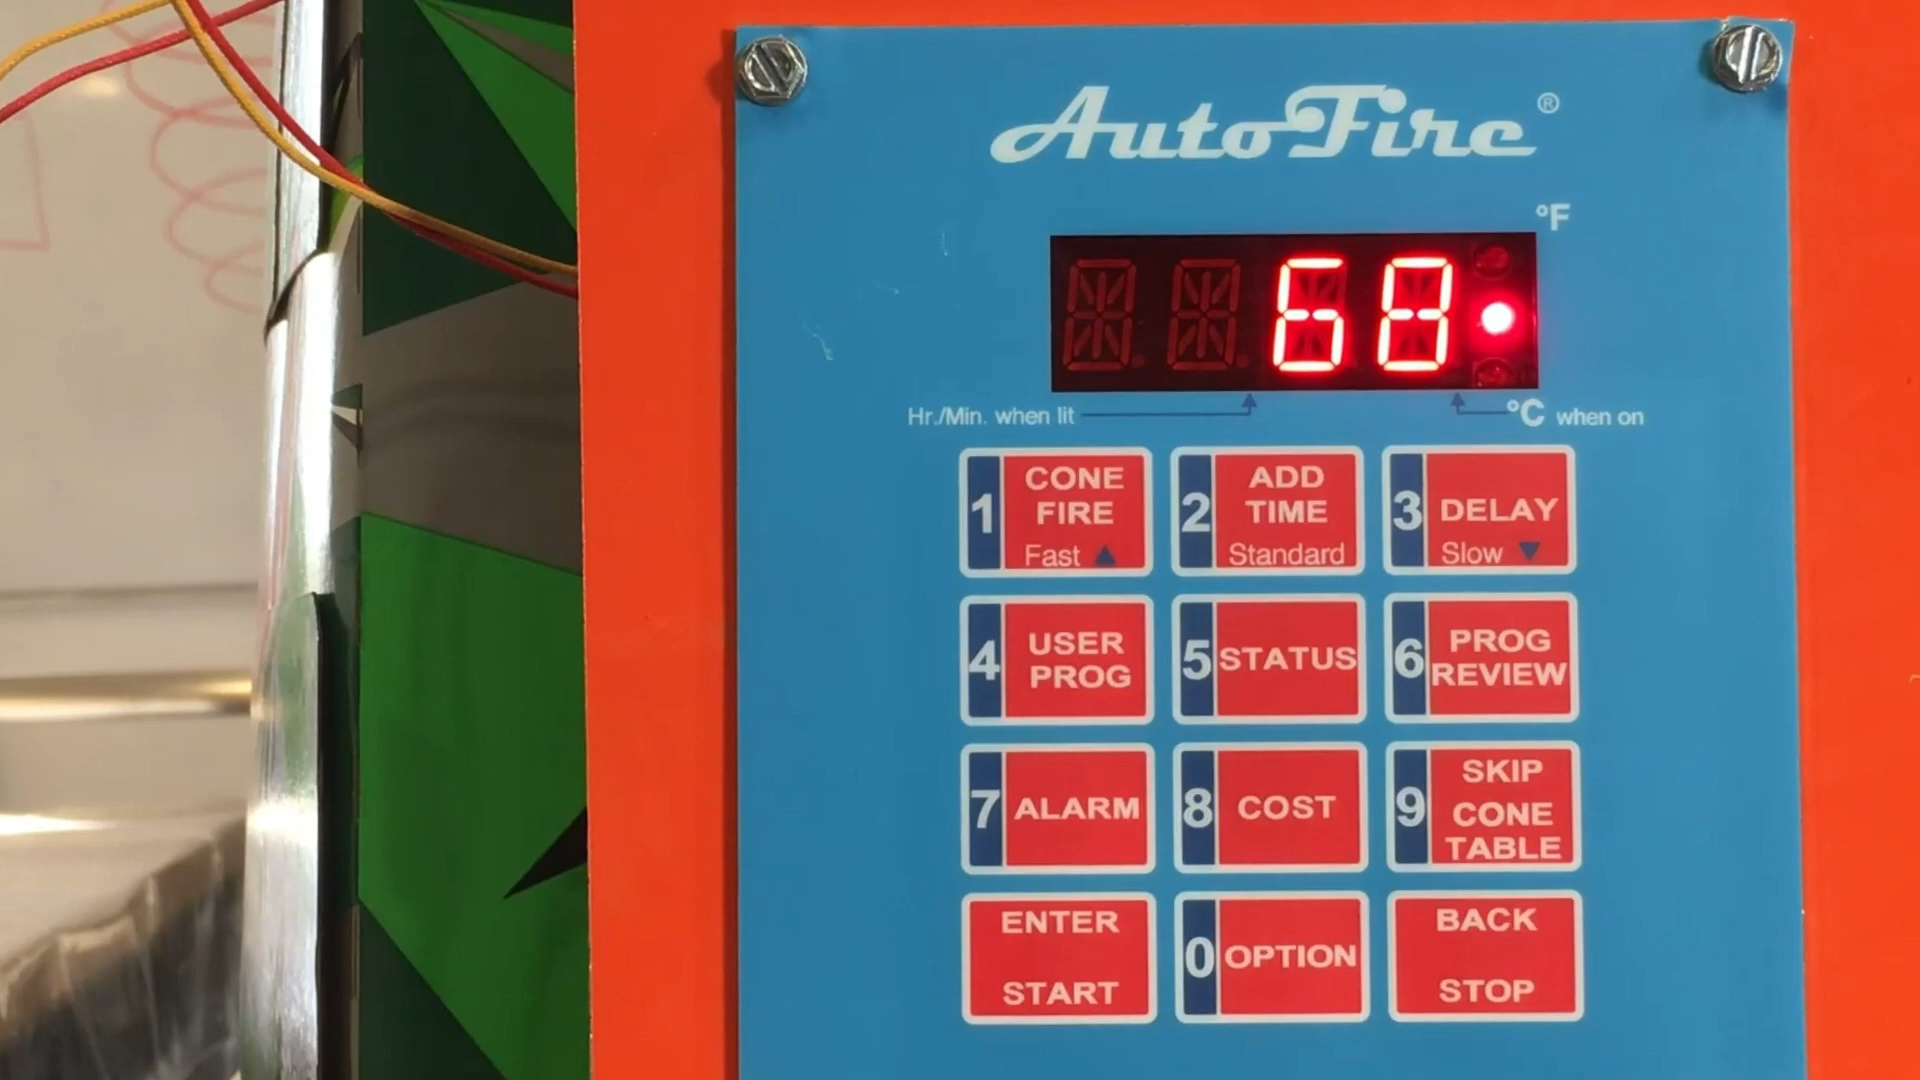 AutoFire®
°F
68
Hr./Min. when lit
°C when on
1 CONE FIRE Fast ▲
2 ADD TIME Standard
3 DELAY Slow ▼
4 USER PROG
5 STATUS
6 PROG REVIEW
7 ALARM
8 COST
9 SKIP CONE TABLE
ENTER START
0 OPTION
BACK STOP